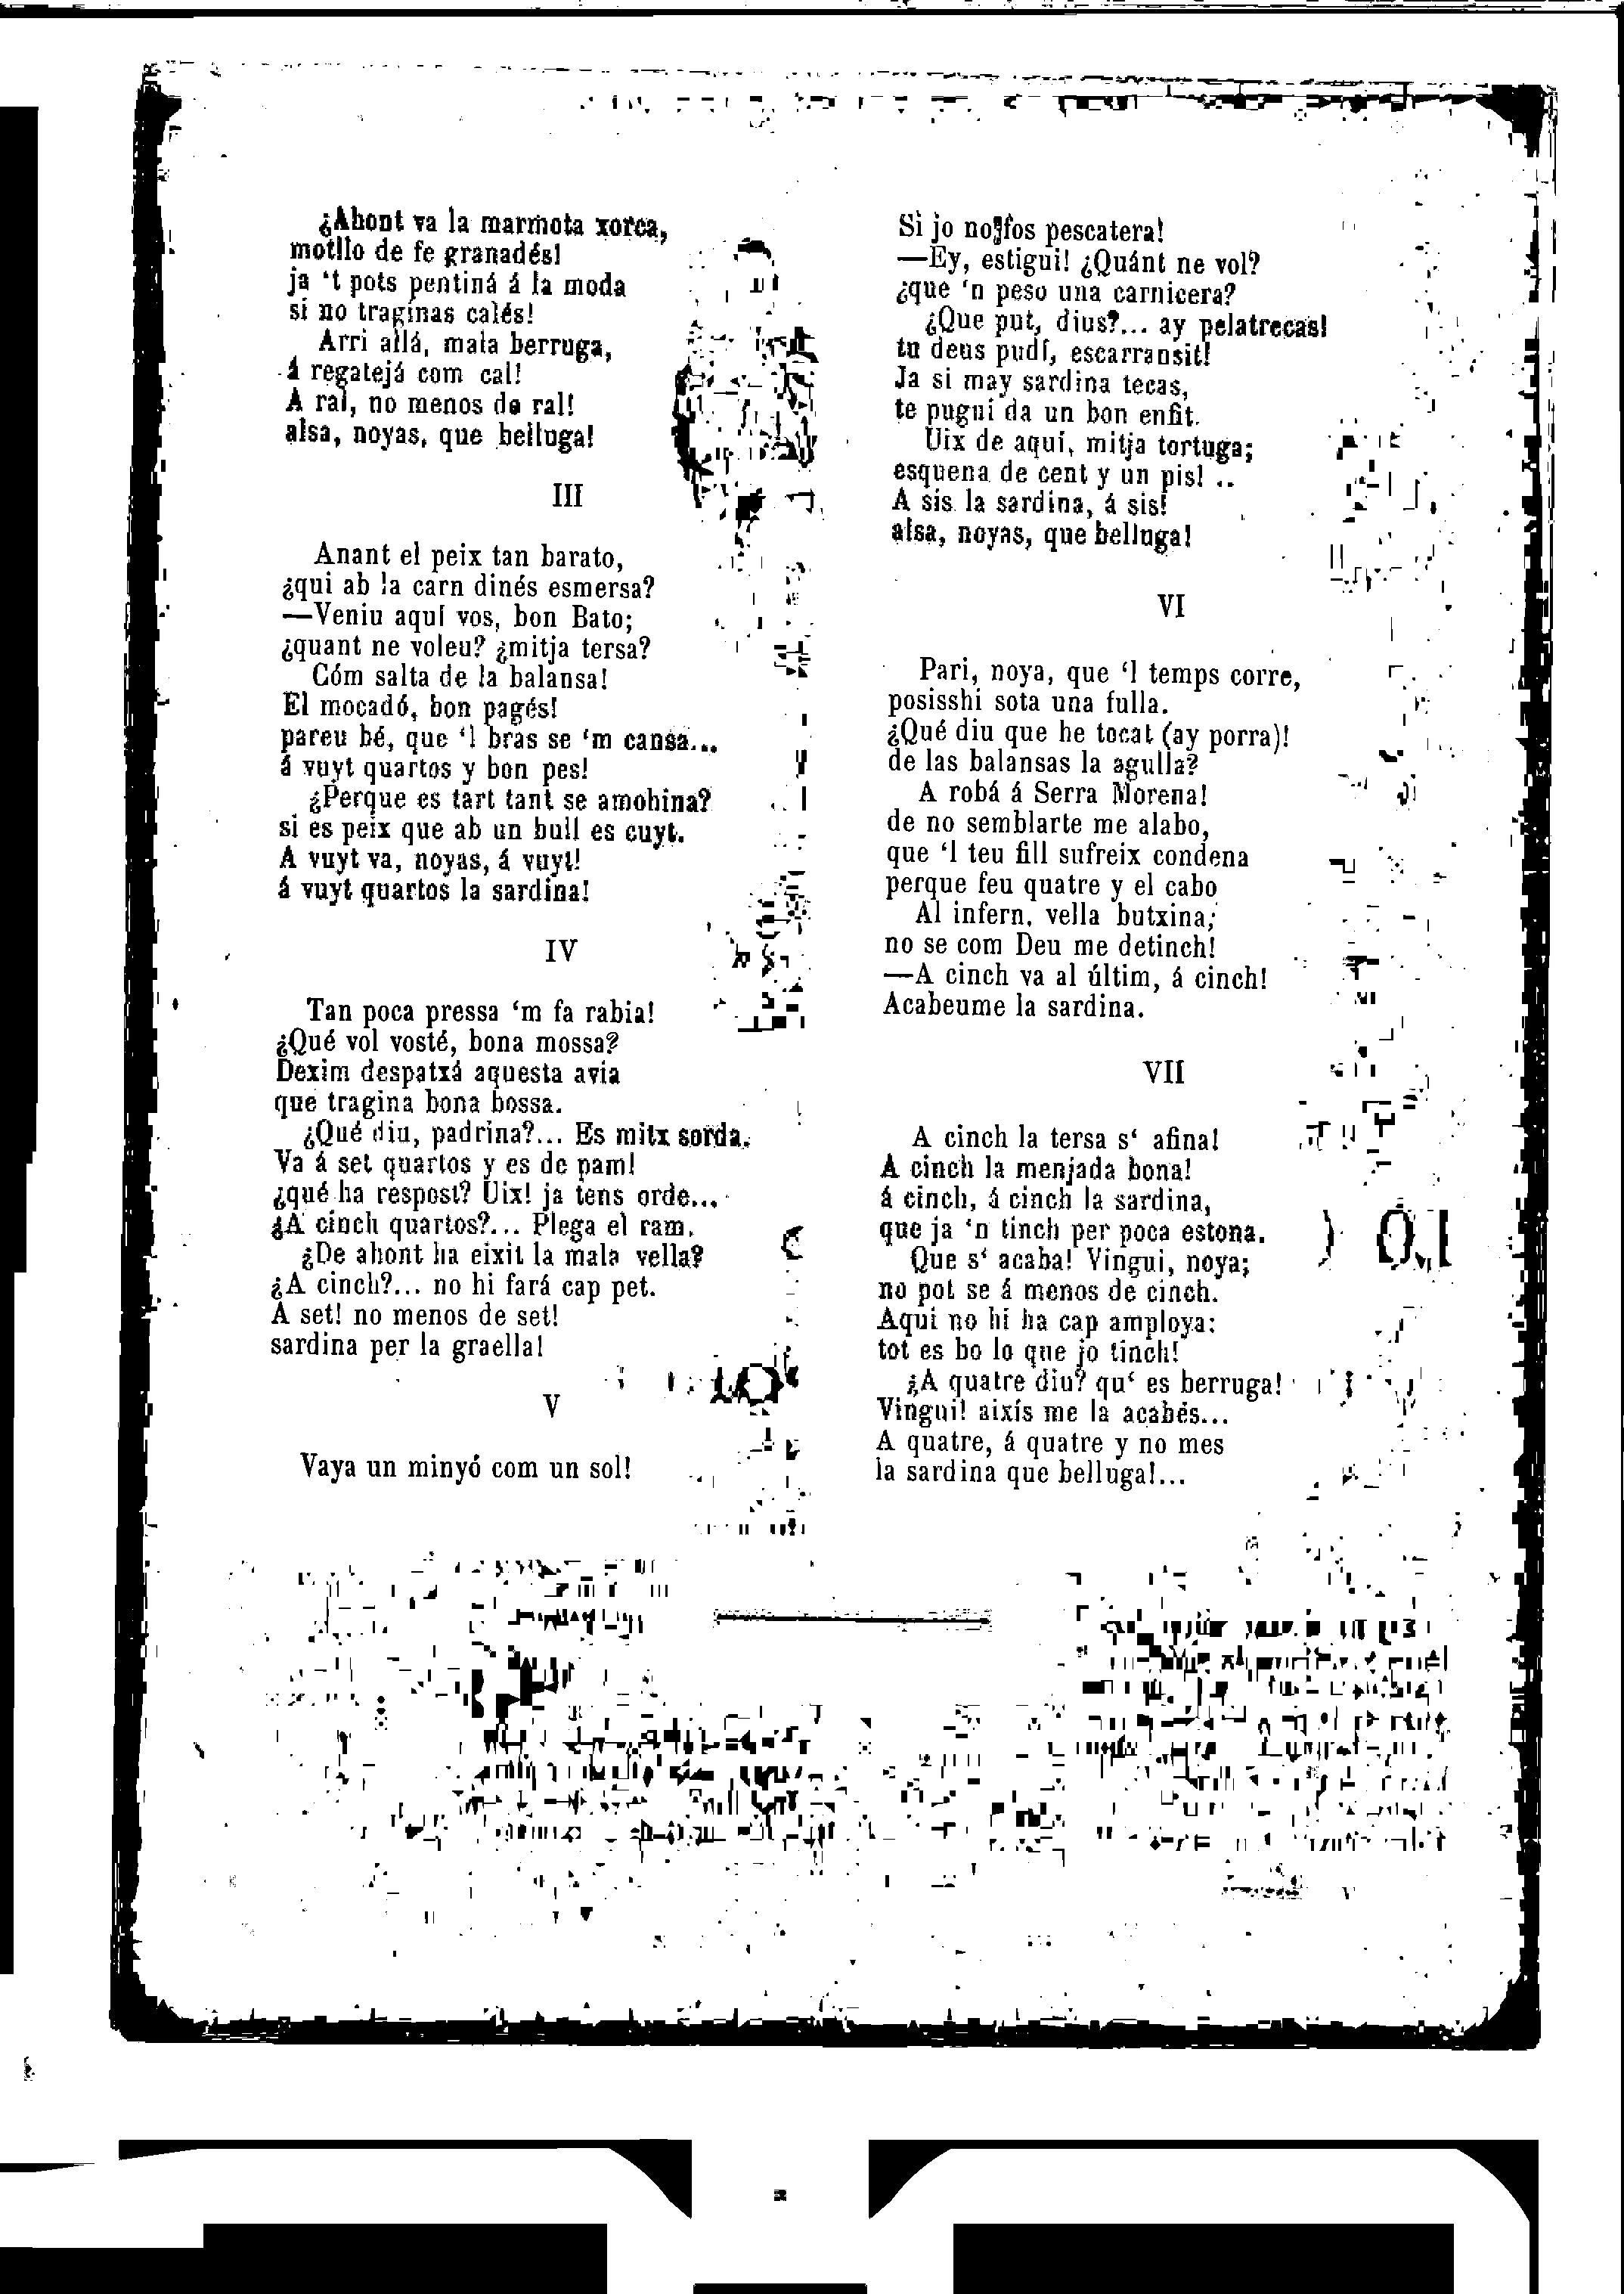 ¿Ahont va la marmota xorca,
motllo de fe granadés!
ja ‘t pots pentiná á la moda
si no traginas calés!
Arri allá, mala berruga,
á regatejá com cal!
A ral, no menos de ral!
alsa, noyas, que belluga!
III
Anant el peix tan barato,
¿qui ab la carn dinés esmersa?
—Veniu aquí vos, bon Bato;
¿quant ne voleu? ¿mitja tersa?
Cóm salta de la balansa!
El mocadó, bon pagés!
pareu bé, que ‘l bras se ‘m cansa...
á vuyt quartos y bon pes!
¿Perque es tart tant se amohina?
si es peix que ab un bull es cuyt.
A vuyt va, noyas, á vuyt!
á vuyt quartos la sardina!
IV
Tan poca pressa ‘m fa rabia!
¿Qué vol vosté, bona mossa?
Dexim despatxá aquesta avia
que tragina bona bossa.
¿Qué diu, padrina?... Es mitx sorda.
Va á set quartos y es de pam!
¿qué ha respost? Uix! ja tens orde...
¿A cinch quartos?... Plega el ram.
¿De ahont ha eixit la mala vella?
¿A cinch?... no hi fará cap pet.
A set! no menos de set!
sardina per la graella!
V
Vaya un minyó com un sol!
Si jo no fos pescatera!
—Ey, estigui! ¿Quánt ne vol?
¿que ‘n peso una carnicera?
¿Que put, dius?... ay pelatrecas!
tu deus pudí, escarransit!
Ja si may sardina tecas,
te pugui da un bon enfit.
Uix de aquí, mitja tortuga;
esquena de cent y un pis! ..
A sis la sardina, á sis!
alsa, noyas, que belluga!
VI
Pari, noya, que ‘l temps corre,
posisshi sota una fulla.
¿Qué diu que he tocat (ay porra)!
de las balansas la agulla?
A robá á Serra Morena!
de no semblarte me alabo,
que ‘l teu fill sufreix condena
perque feu quatre y el cabo
Al infern, vella butxina;
no se com Deu me detinch!
—A cinch va al últim, á cinch!
Acabeume la sardina.
VII
A cinch la tersa s‘ afina!
A cinch la menjada bona!
á cinch, á cinch la sardina,
que ja ‘n tinch per poca estona.
Que s‘ acaba! Vingui, noya;
no pot se á menos de cinch.
Aqui no hi ha cap amploya:
tot es bo lo que jo tinch!
¿A quatre diu? qu‘ es berruga!
Vingui! aixís me la acabés...
A quatre, á quatre y no mes
la sardina que belluga!...